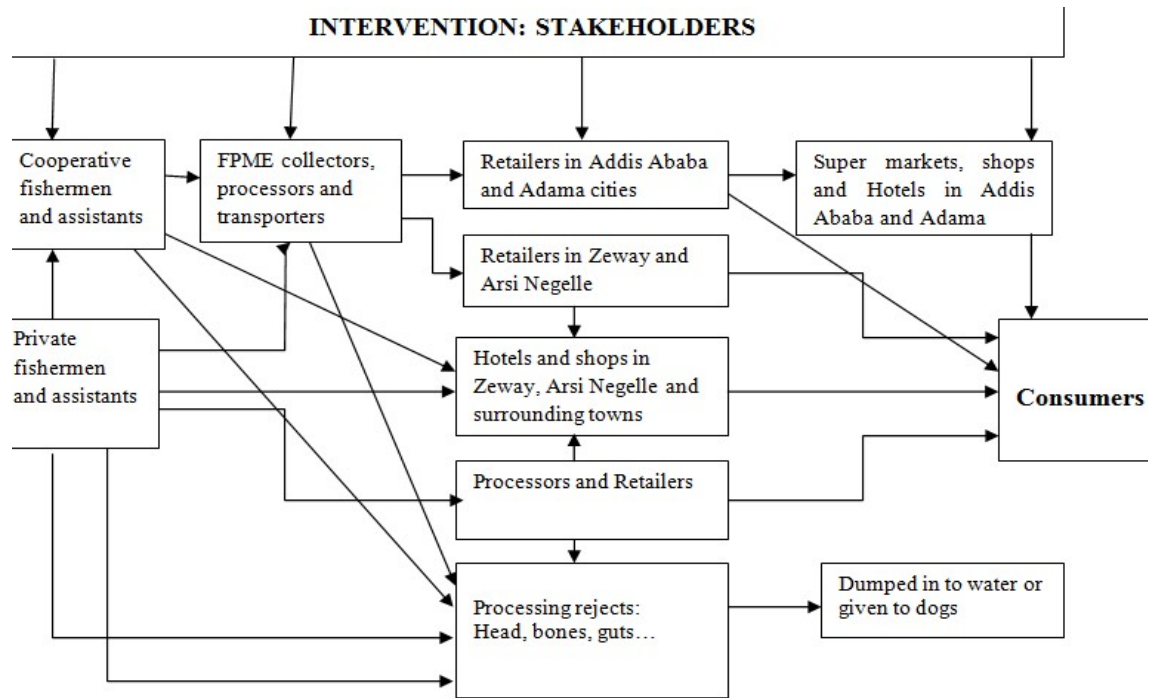 INTERVENTION: STAKEHOLDERS
Cooperative
fishermen
and assistants
FPME collectors,
processors and
transporters
Retailers in Addis Ababa
and Adama cities
Super markets, shops
and Hotels in Addis
Ababa and Adama
Retailers in Zeway and
Arsi Negelle
Private
fishermen
and assistants
Hotels and shops in
Zeway, Arsi Negelle and
surrounding towns
Consumers
Processors and Retailers
Processing rejects:
Head, bones, guts…
Dumped in to water or
given to dogs